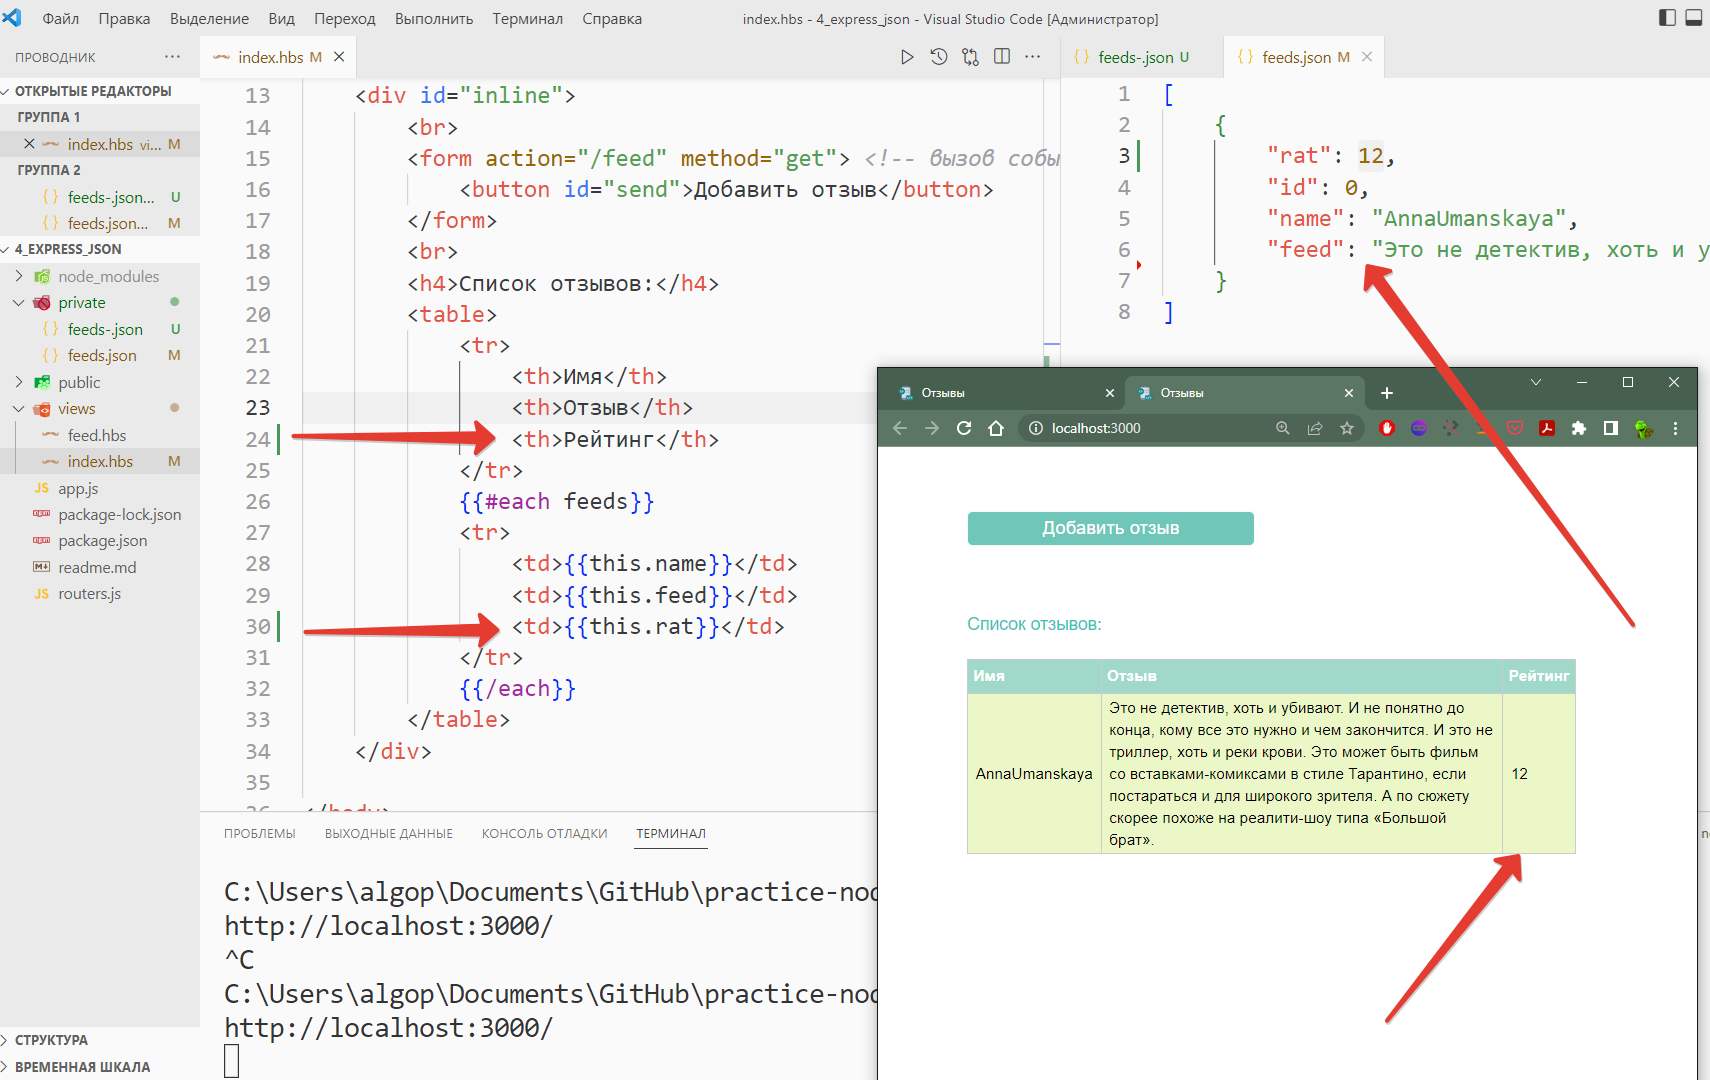 Файл Правка Выделение Вид Переход Выполнить Терминал Справка
index.hbs - 4_express_json - Visual Studio Code [Администратор]
ПРОВОДНИК ···
ОТКРЫТЫЕ РЕДАКТОРЫ
ГРУППА 1
index.hbs vi... M
ГРУППА 2
feeds-.json... U
feeds.json... M
4_EXPRESS_JSON
node_modules
private
feeds-.json U
feeds.json M
public
views
feed.hbs
index.hbs M
JS app.js
package-lock.json
package.json
readme.md
JS routers.js
СТРУКТУРА
ВРЕМЕННАЯ ШКАЛА
index.hbs M
13 <div id="inline">
14 <br>
15 <form action="/feed" method="get"> <!-- вызов собы
16 <button id="send">Добавить отзыв</button>
17 </form>
18 <br>
19 <h4>Список отзывов:</h4>
20 <table>
21 <tr>
22 <th>Имя</th>
23 <th>Отзыв</th>
24 <th>Рейтинг</th>
25 </tr>
26 {{#each feeds}}
27 <tr>
28 <td>{{this.name}}</td>
29 <td>{{this.feed}}</td>
30 <td>{{this.rat}}</td>
31 </tr>
32 {{/each}}
33 </table>
34 </div>
35
36 </body>
{} feeds-.json U
{} feeds.json M
1 [
2 {
3 "rat": 12,
4 "id": 0,
5 "name": "AnnaUmanskaya",
6 "feed": "Это не детектив, хоть и у
7 }
8 ]
ПРОБЛЕМЫ ВЫХОДНЫЕ ДАННЫЕ КОНСОЛЬ ОТЛАДКИ ТЕРМИНАЛ
C:\Users\algop\Documents\GitHub\practice-nod
http://localhost:3000/
^C
C:\Users\algop\Documents\GitHub\practice-nod
http://localhost:3000/
Отзывы
Отзывы
localhost:3000
Добавить отзыв
Список отзывов:
Имя Отзыв Рейтинг
AnnaUmanskaya
Это не детектив, хоть и убивают. И не понятно до
конца, кому все это нужно и чем закончится. И это не
триллер, хоть и реки крови. Это может быть фильм
со вставками-комиксами в стиле Тарантино, если
постараться и для широкого зрителя. А по сюжету
скорее похоже на реалити-шоу типа «Большой
брат».
12